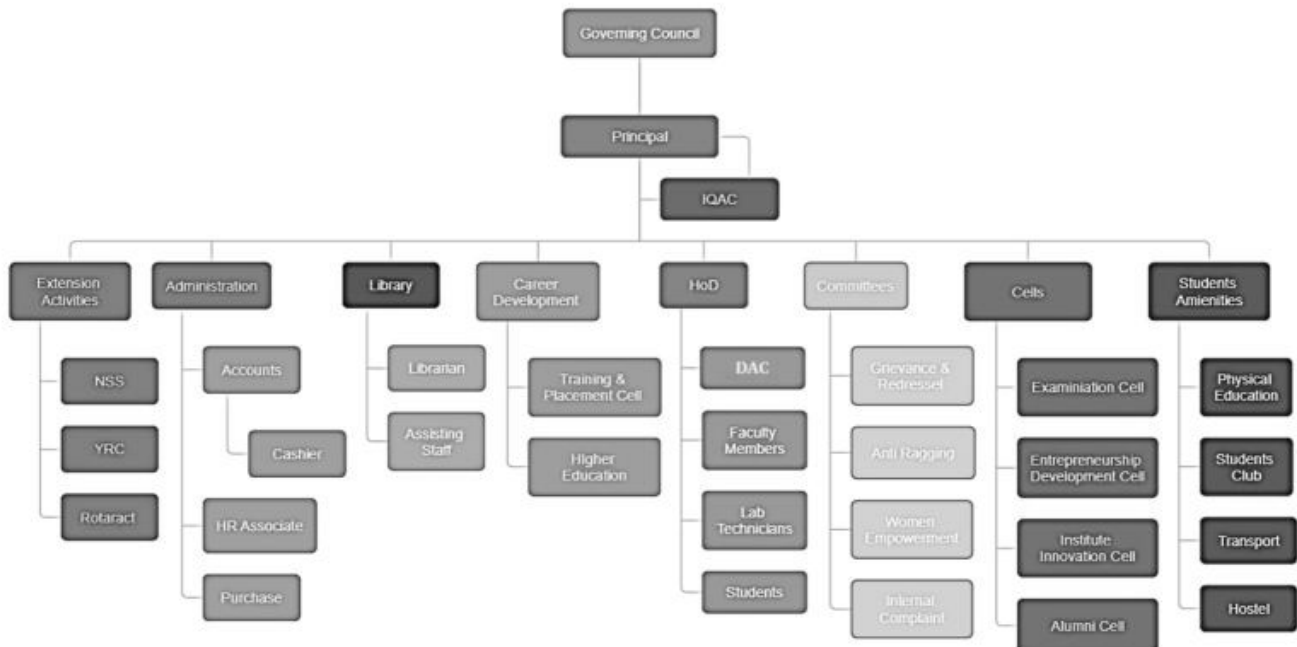 Governing Council
Principal
IQAC
Extension
Activities
Administration
Library
Career
Development
HoD
Committees
Cells
Students
Amienities
NSS
YRC
Rotaract
Accounts
Cashier
HR Associate
Purchase
Librarian
Assisting
Staff
Training &
Placement Cell
Higher
Education
DAC
Faculty
Members
Lab
Technicians
Students
Grievance &
Redressel
Anti Ragging
Women
Empowerment
Internal
Complaint
Examiniation Cell
Entrepreneurship
Development Cell
Institute
Innovation Cell
Alumni Cell
Physical
Education
Students
Club
Transport
Hostel